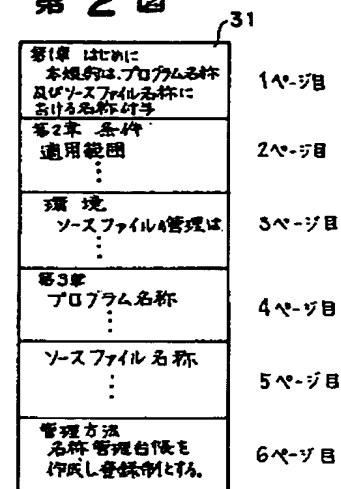 第2図
31
第1章 はじめに
本規約は、プログラム名称
及びソースファイル名称に
おける名称付与
1ページ目
第2章 条件
適用範囲
⋮
2ページ目
環境
ソースファイルの管理は
⋮
3ページ目
第3章
プログラム名称
⋮
4ページ目
ソースファイル名称
⋮
5ページ目
管理方法
名称管理台帳を
作成し登録制とする。
6ページ目